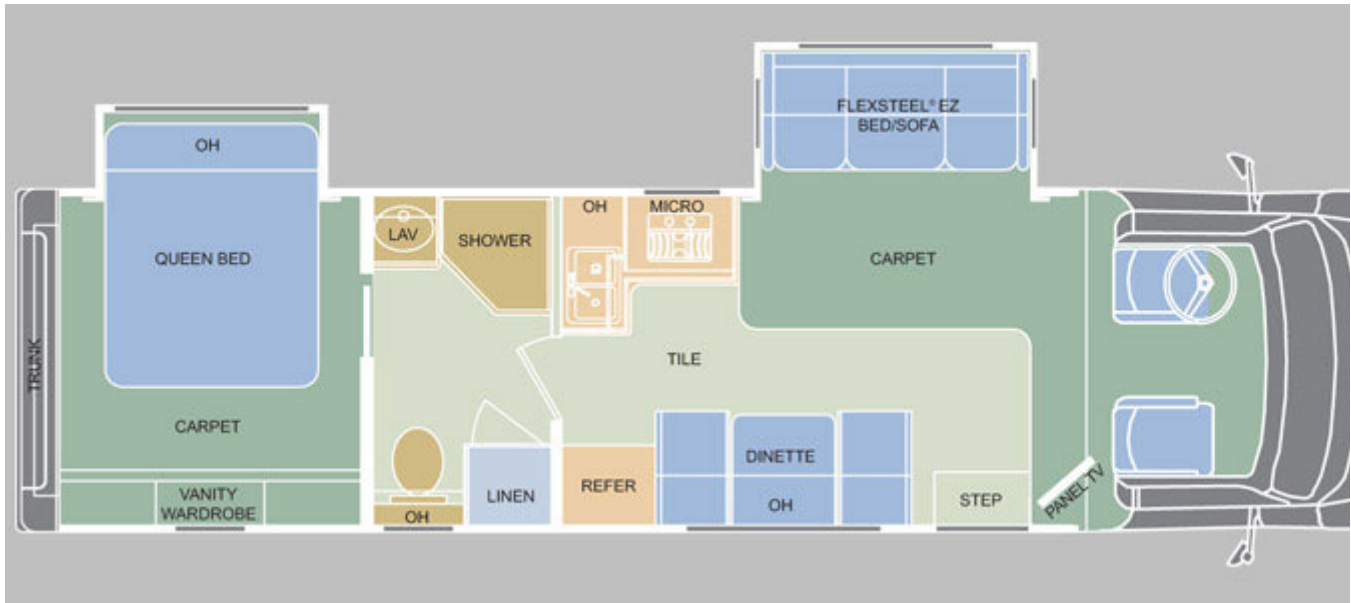 FLEXSTEEL® EZ
BED/SOFA
OH
OH
MICRO
LAV
SHOWER
QUEEN BED
CARPET
TRUNK
TILE
CARPET
DINETTE
VANITY
WARDROBE
OH
LINEN
REFER
OH
STEP
PANEL TV